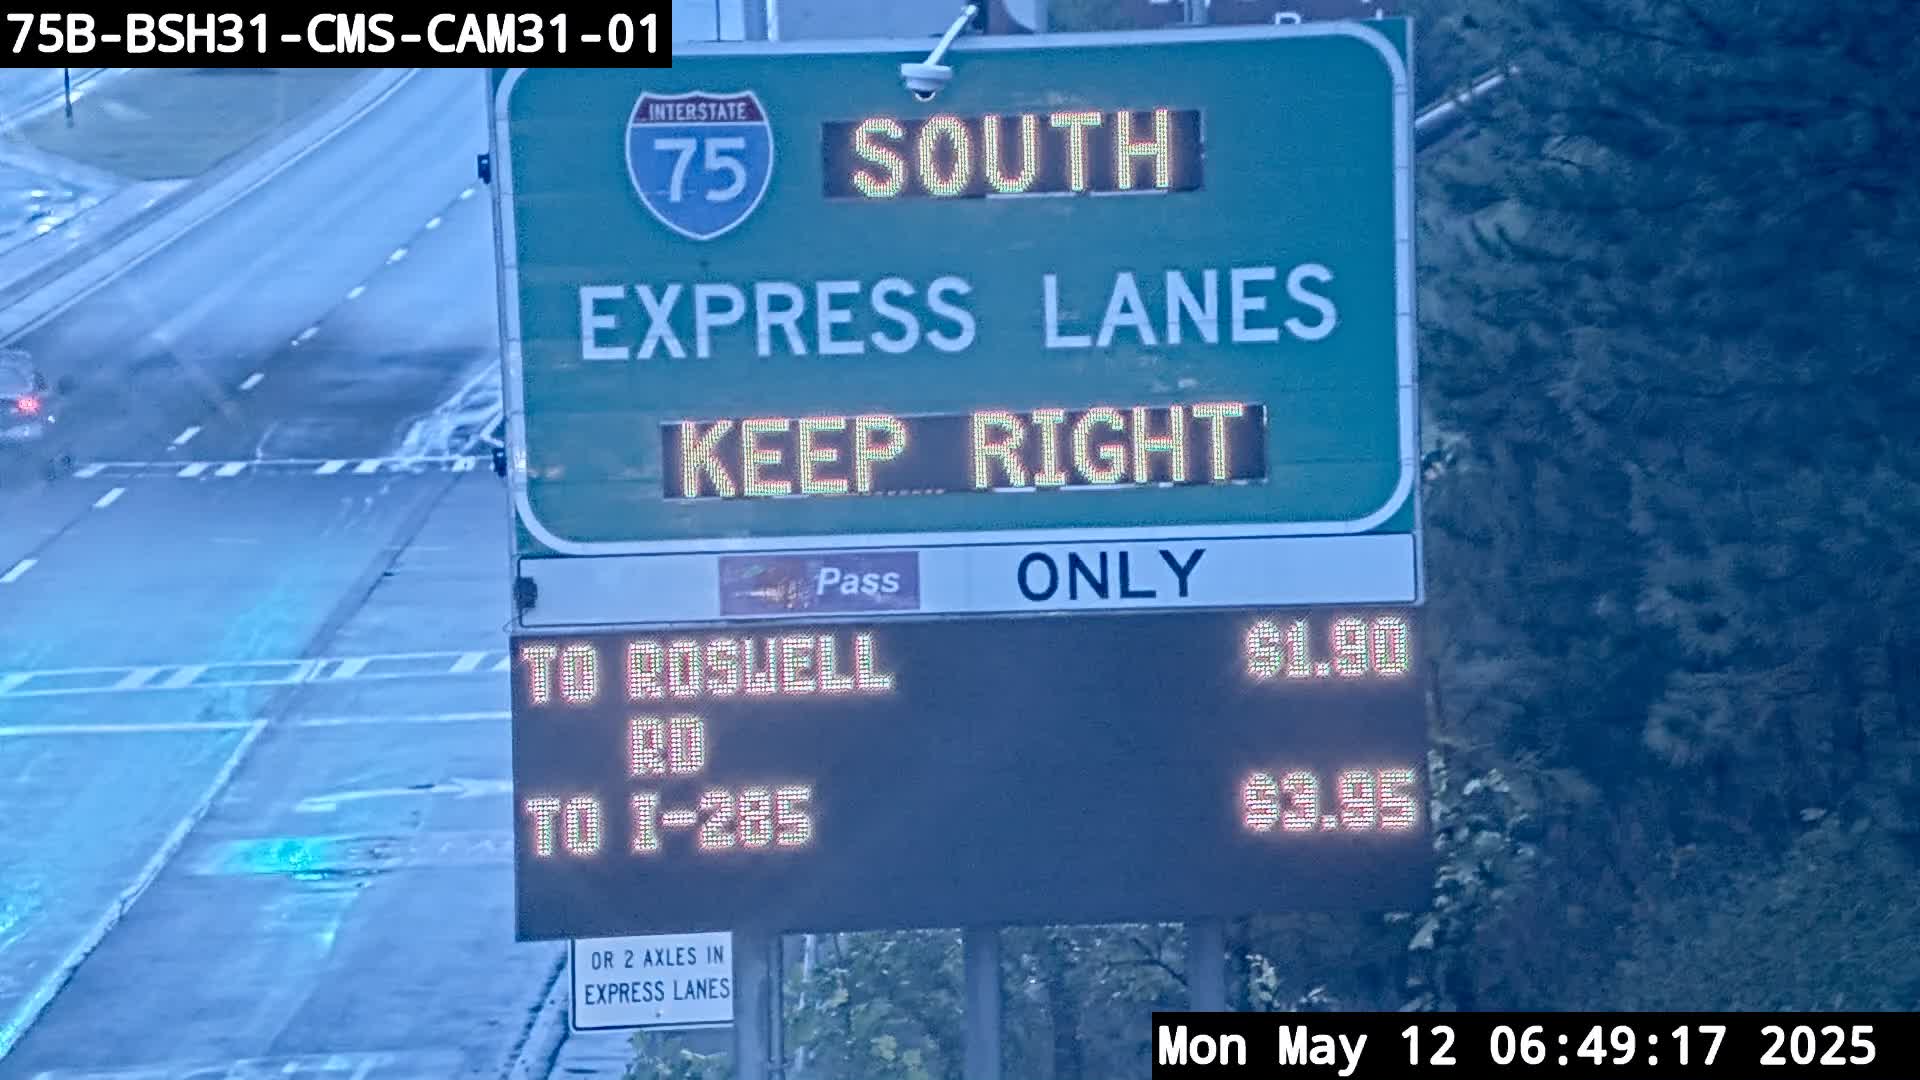 75B-BSH31-CMS-CAM31-01
INTERSTATE
75
SOUTH
EXPRESS LANES
KEEP RIGHT
Pass ONLY
TO ROSWELL $1.90
RD
TO I-285 $3.95
OR 2 AXLES IN
EXPRESS LANES
Mon May 12 06:49:17 2025